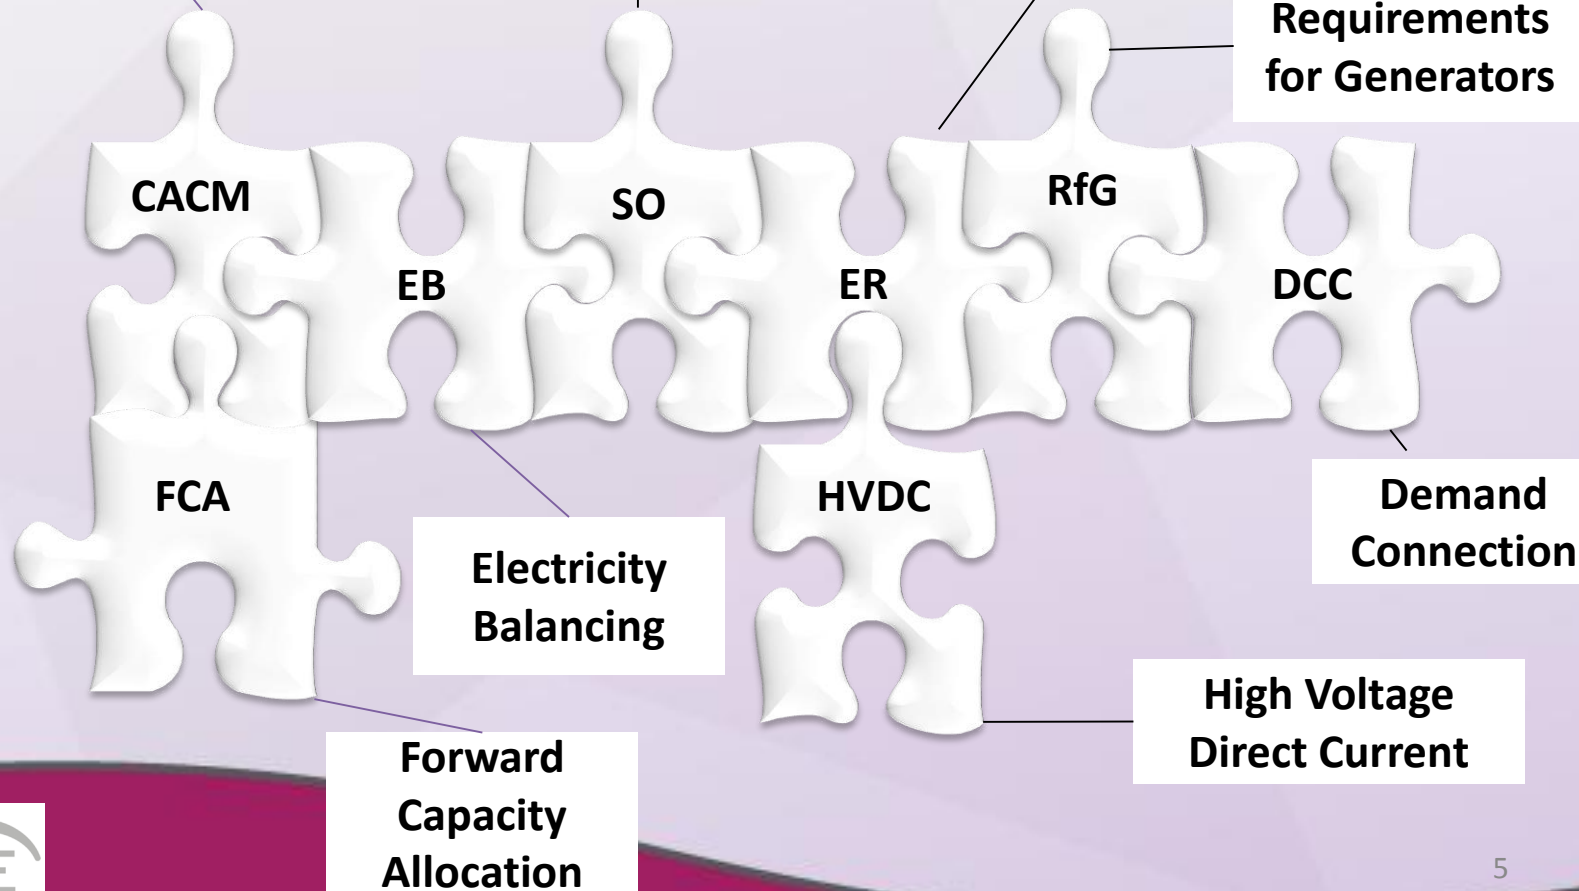 Requirements
for Generators
CACM
SO
RfG
EB
ER
DCC
FCA
HVDC
Demand
Connection
Electricity
Balancing
High Voltage
Direct Current
Forward
Capacity
Allocation
5